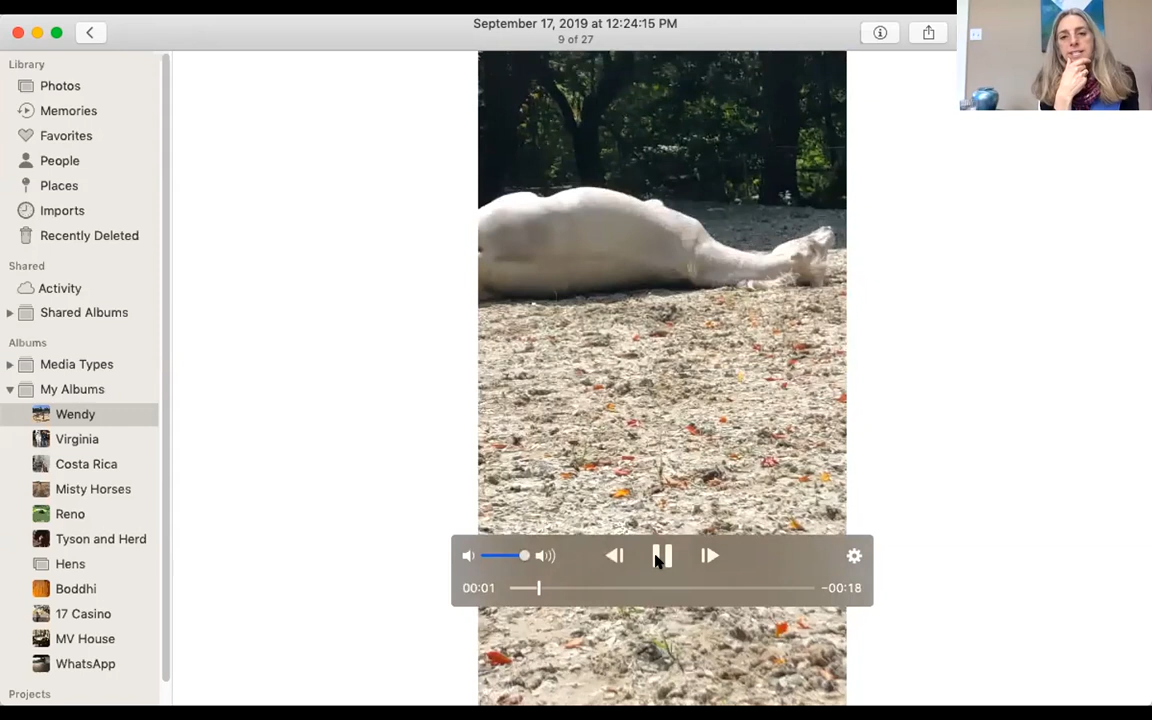 September 17, 2019 at 12:24:15 PM
9 of 27
Library
Photos
Memories
Favorites
People
Places
Imports
Recently Deleted
Shared
Activity
Shared Albums
Albums
Media Types
My Albums
Wendy
Virginia
Costa Rica
Misty Horses
Reno
Tyson and Herd
Hens
Boddhi
17 Casino
MV House
WhatsApp
Projects
00:01
−00:18